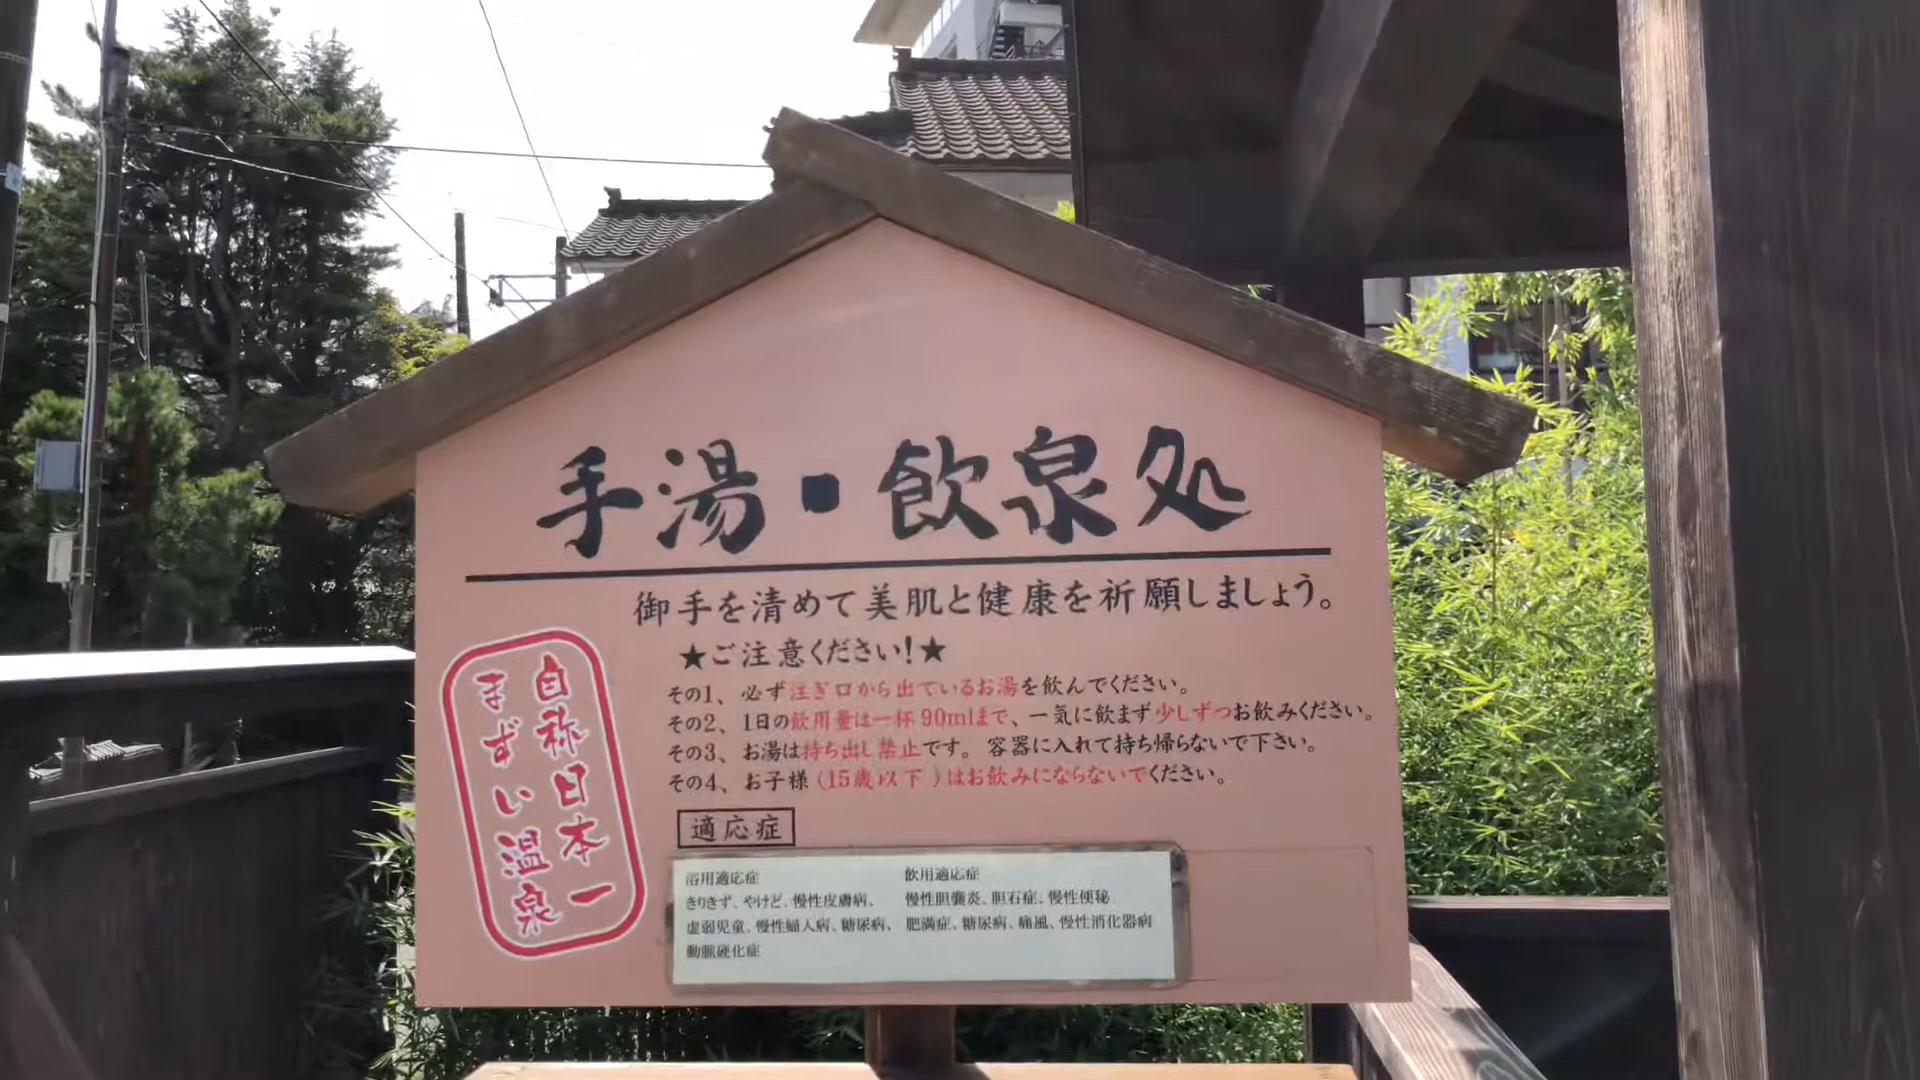 手湯・飲泉処
御手を清めて美肌と健康を祈願しましょう。
★ご注意ください!★
その1、必ず注ぎ口から出ているお湯を飲んでください。
その2、1日の飲用量は一杯90mlまで、一気に飲まず少しずつお飲みください。
その3、お湯は持ち出し禁止です。容器に入れて持ち帰らないで下さい。
その4、お子様(15歳以下)はお飲みにならないでください。
自称日本一
まずい温泉
適応症
浴用適応症
きりきず、やけど、慢性皮膚病、
虚弱児童、慢性婦人病、糖尿病、
動脈硬化症
飲用適応症
慢性胆嚢炎、胆石症、慢性便秘
肥満症、糖尿病、痛風、慢性消化器病